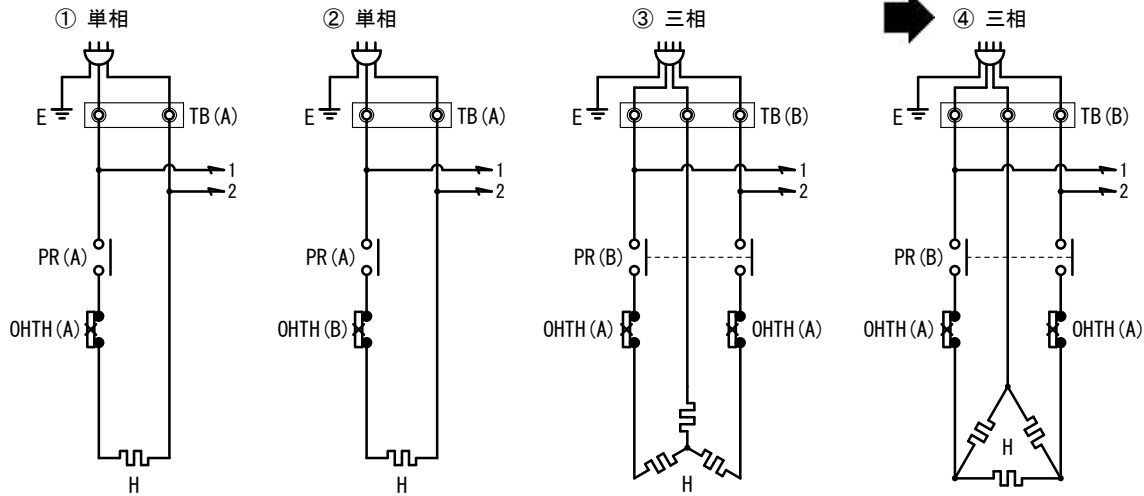 ① 単相
E
TB(A)
1
2
PR(A)
OHTH(A)
H
② 単相
E
TB(A)
1
2
PR(A)
OHTH(B)
H
③ 三相
E
TB(B)
1
2
PR(B)
OHTH(A)
OHTH(A)
H
④ 三相
E
TB(B)
1
2
PR(B)
OHTH(A)
OHTH(A)
H